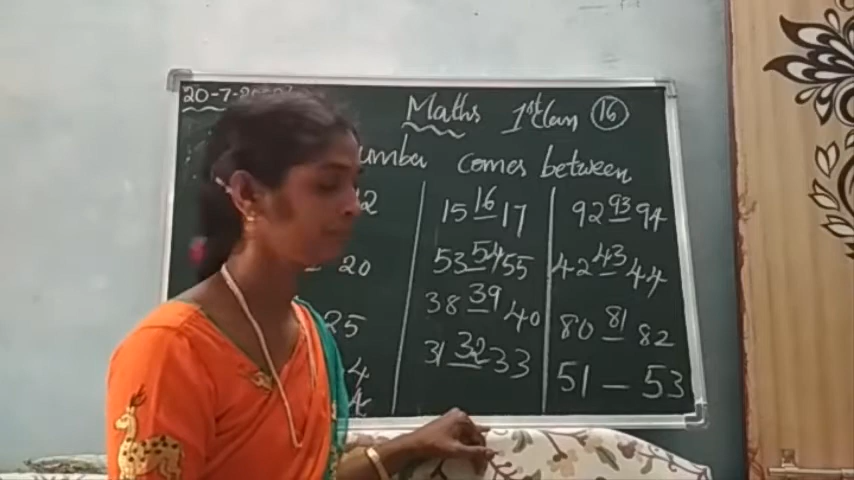 20-7-
Maths 1st Class 16
comes between
15 16 17
92 93 94
20
53 54 55
42 43 44
25
38 39 40
80 81 82
31 32 33
51 — 53